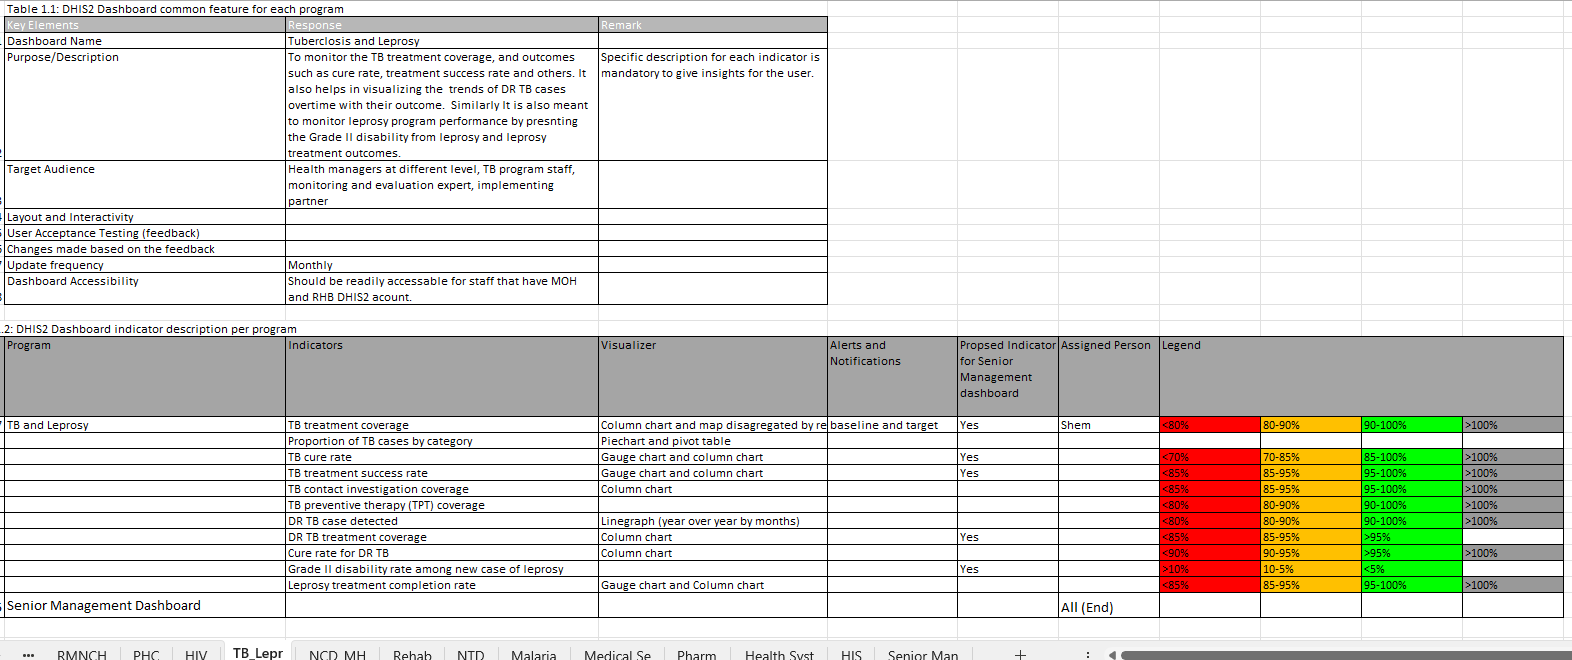 Table 1.1: DHIS2 Dashboard common feature for each program
Key Elements Response Remark
Dashboard Name Tuberclosis and Leprosy
Purpose/Description To monitor the TB treatment coverage, and outcomes Specific description for each indicator is
such as cure rate, treatment success rate and others. It mandatory to give insights for the user.
also helps in visualizing the trends of DR TB cases
overtime with their outcome. Similarly It is also meant
to monitor leprosy program performance by presnting
the Grade II disability from leprosy and leprosy
treatment outcomes.
Target Audience Health managers at different level, TB program staff,
monitoring and evaluation expert, implementing
partner
Layout and Interactivity
User Acceptance Testing (feedback)
Changes made based on the feedback
Update frequency Monthly
Dashboard Accessibility Should be readily accessable for staff that have MOH
and RHB DHIS2 acount.
.2: DHIS2 Dashboard indicator description per program
Program Indicators Visualizer Alerts and Propsed Indicator Assigned Person Legend
Notifications for Senior
Management
dashboard
TB and Leprosy TB treatment coverage Column chart and map disagregated by re baseline and target Yes Shem <80% 80-90% 90-100% >100%
Proportion of TB cases by category Piechart and pivot table
TB cure rate Gauge chart and column chart Yes <70% 70-85% 85-100% >100%
TB treatment success rate Gauge chart and column chart Yes <85% 85-95% 95-100% >100%
TB contact investigation coverage Column chart <85% 85-95% 95-100% >100%
TB preventive therapy (TPT) coverage <80% 80-90% 90-100% >100%
DR TB case detected Linegraph (year over year by months) <80% 80-90% 90-100% >100%
DR TB treatment coverage Column chart Yes <85% 85-95% >95%
Cure rate for DR TB Column chart <90% 90-95% >95% >100%
Grade II disability rate among new case of leprosy Yes >10% 10-5% <5%
Leprosy treatment completion rate Gauge chart and Column chart <85% 85-95% 95-100% >100%
Senior Management Dashboard All (End)
... RMNCH PHC HIV TB_Lepr NCD_MH Rehab NTD Malaria Medical Se Pharm Health Syst HIS Senior Man +